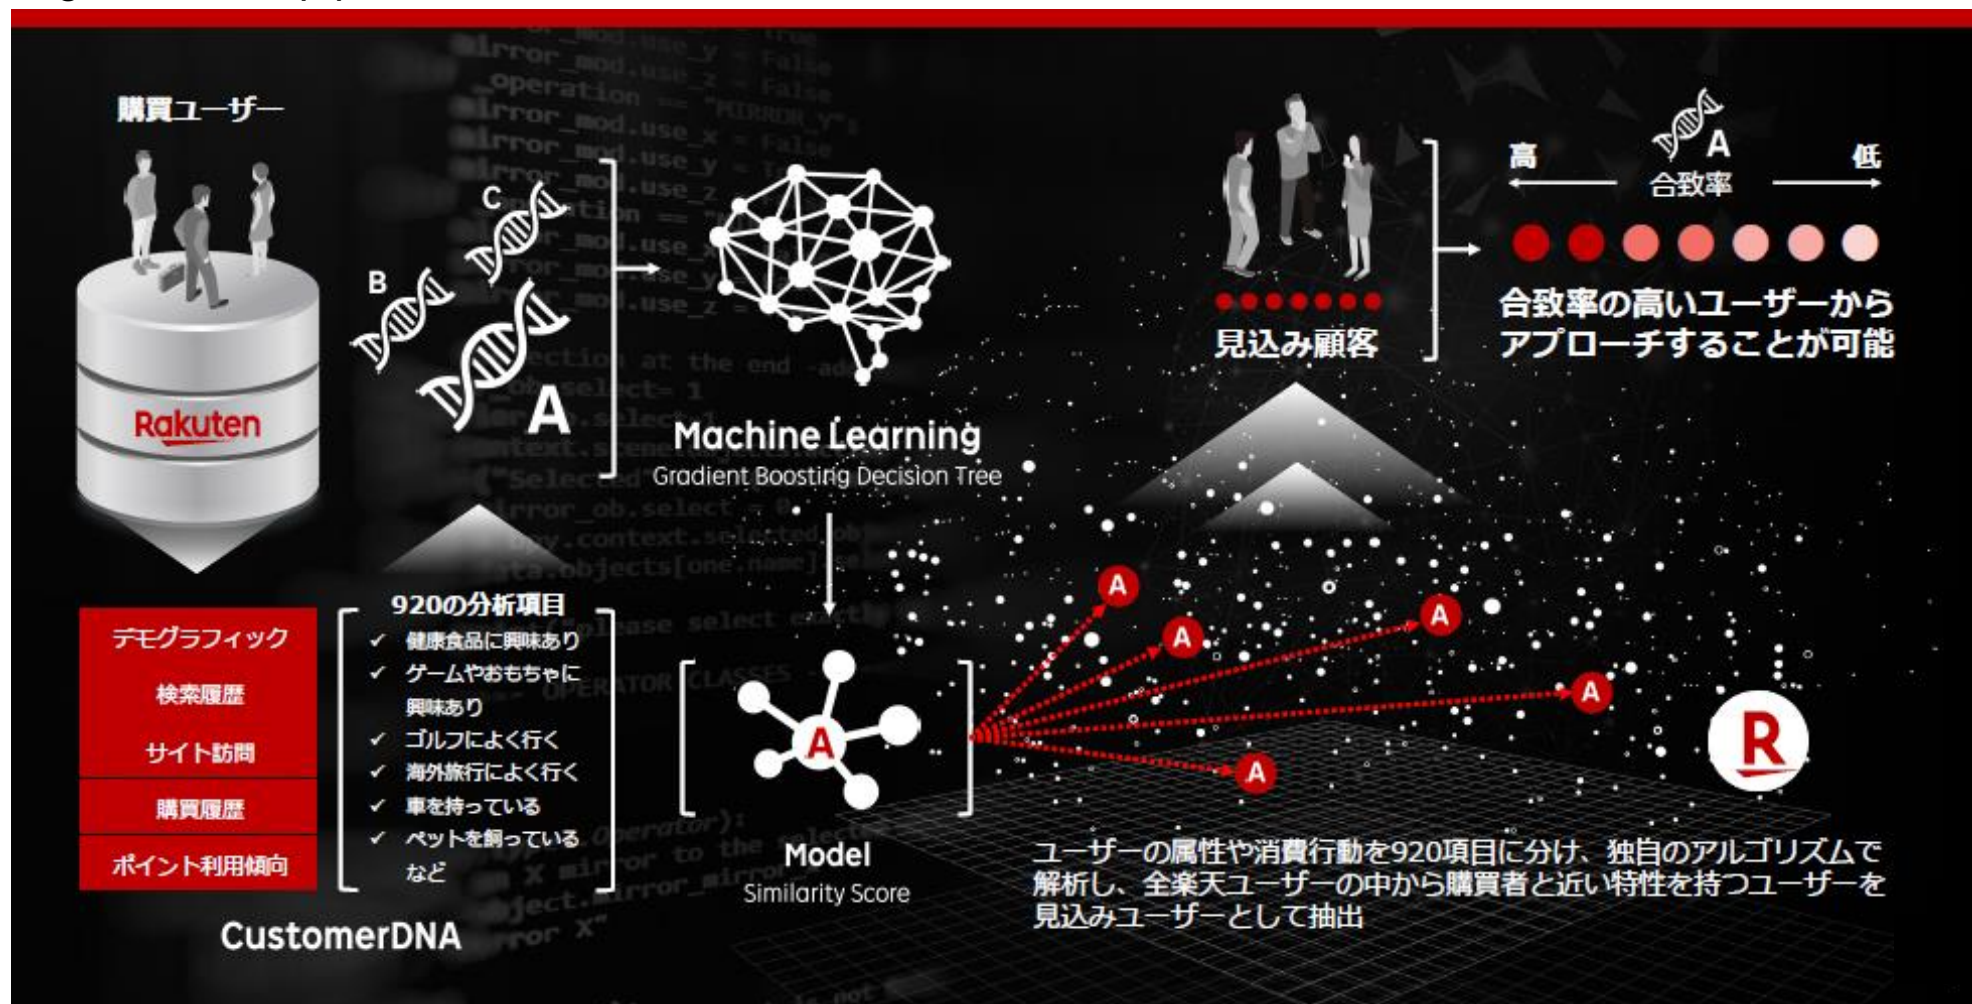 購買ユーザー
Rakuten
デモグラフィック
検索履歴
サイト訪問
購買履歴
ポイント利用傾向
CustomerDNA
920の分析項目
✓ 健康食品に興味あり
✓ ゲームやおもちゃに
興味あり
✓ ゴルフによく行く
✓ 海外旅行によく行く
✓ 車を持っている
✓ ペットを飼っている
など
C
B
A
Machine Learning
Gradient Boosting Decision Tree
A
Model
Similarity Score
A
A
A
A
A
R
見込み顧客
A
高
低
合致率
合致率の高いユーザーから
アプローチすることが可能
ユーザーの属性や消費行動を920項目に分け、独自のアルゴリズムで
解析し、全楽天ユーザーの中から購買者と近い特性を持つユーザーを
見込みユーザーとして抽出